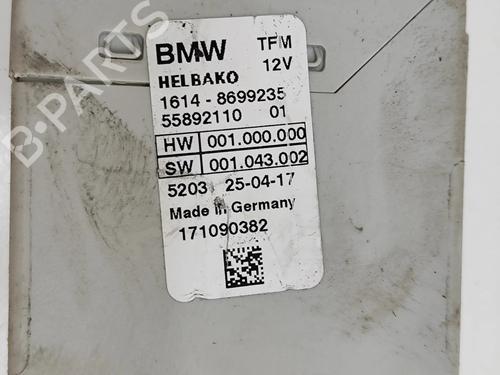 BMW TFM
12V
HELBAKO
1614 - 8699235
55892110 01
HW 001.000.000
SW 001.043.002
5203 25-04-17
Made in Germany
171090382
B-PARTS